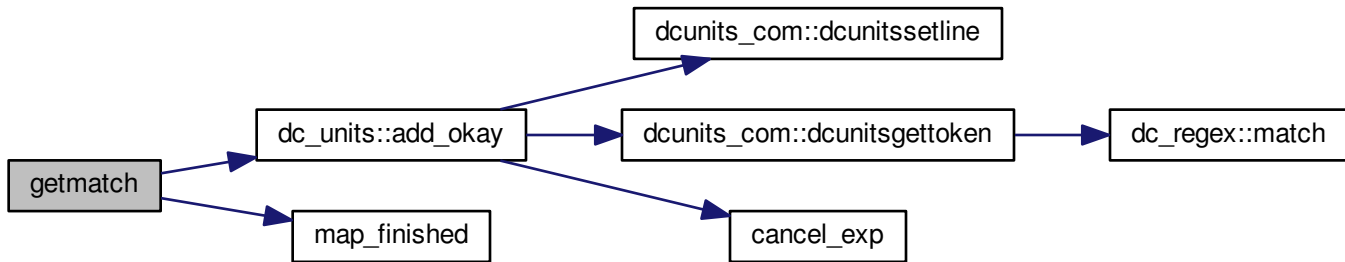 dcunits_com::dcunitssetline
dc_units::add_okay
dcunits_com::dcunitsgettoken
dc_regex::match
getmatch
map_finished
cancel_exp